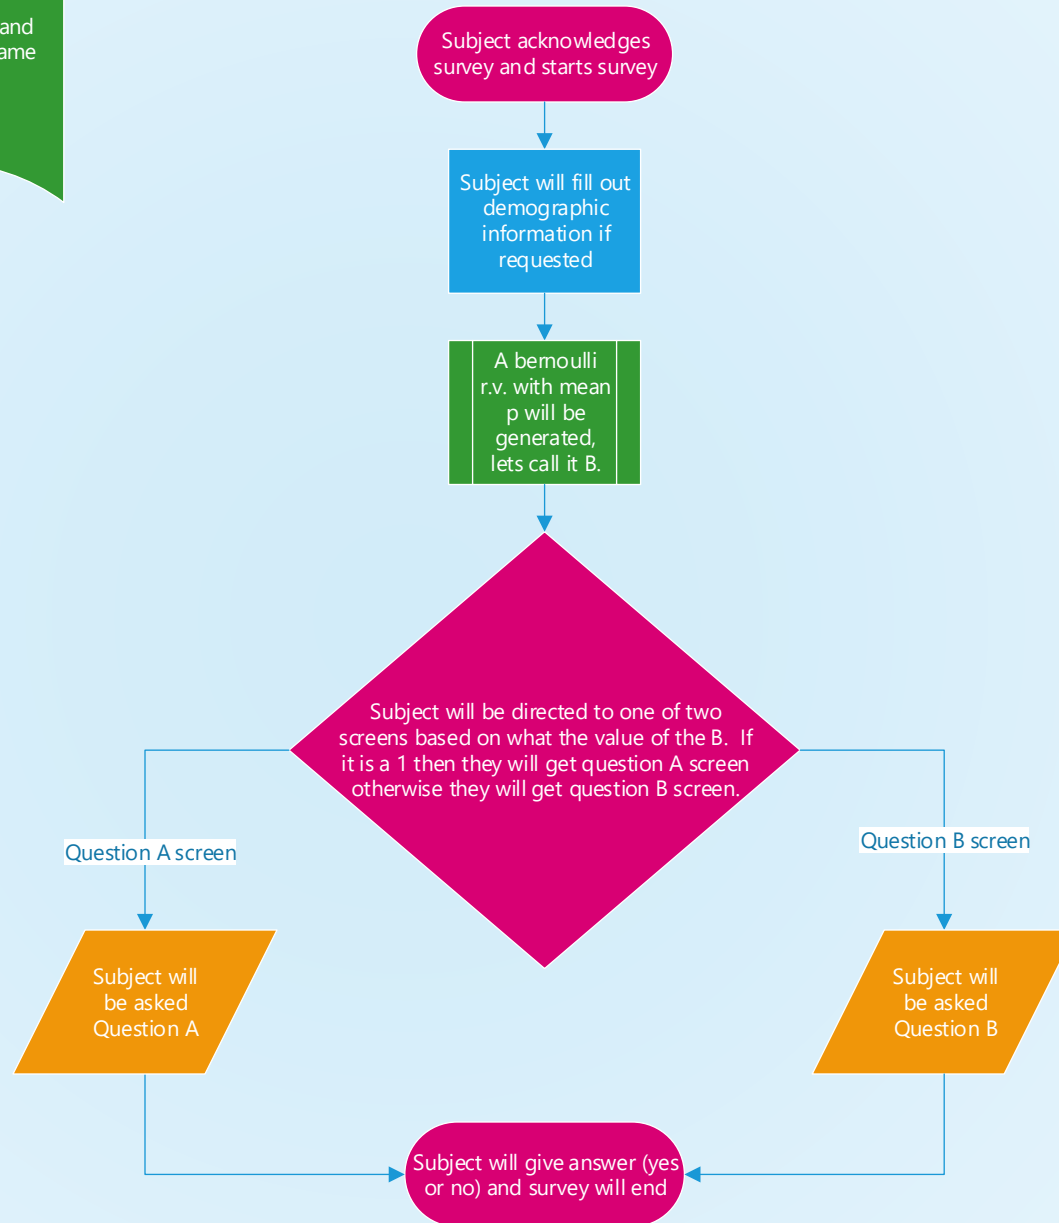 and
ame
Subject acknowledges
survey and starts survey
Subject will fill out
demographic
information if
requested
A bernoulli
r.v. with mean
p will be
generated,
lets call it B.
Subject will be directed to one of two
screens based on what the value of the B.  If
it is a 1 then they will get question A screen
otherwise they will get question B screen.
Question A screen
Question B screen
Subject will
be asked
Question A
Subject will
be asked
Question B
Subject will give answer (yes
or no) and survey will end